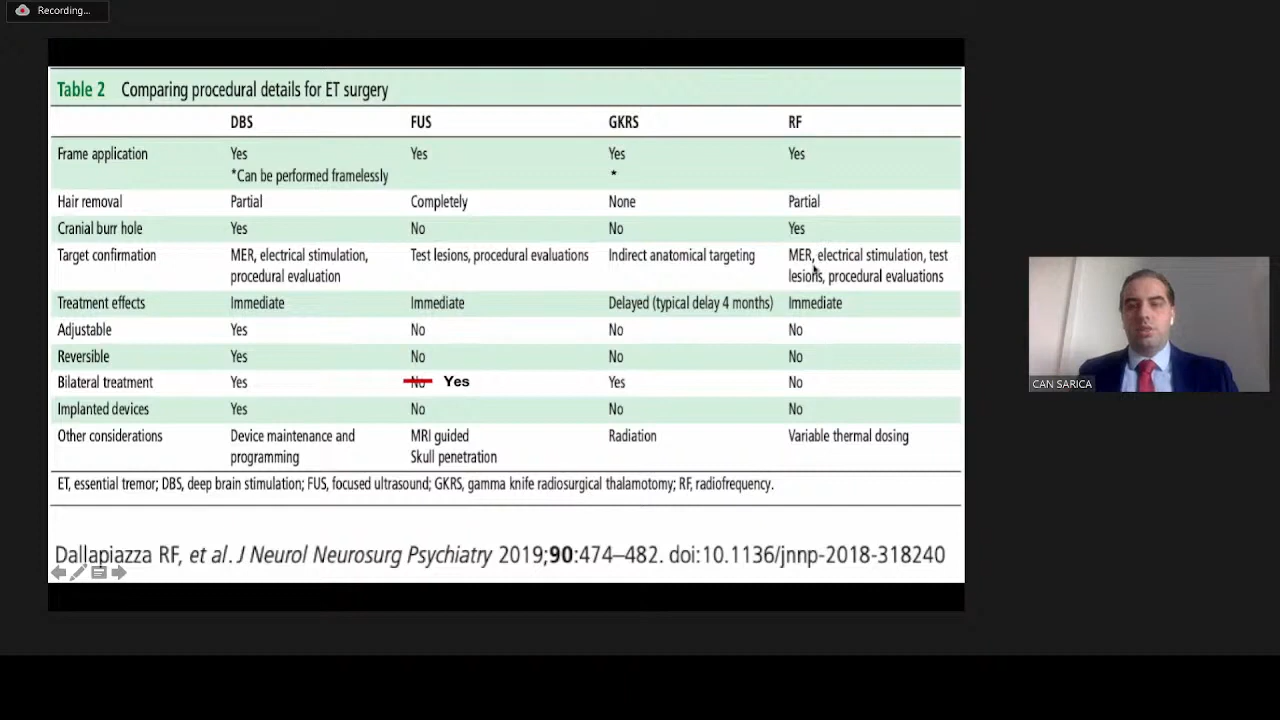 Recording...
Table 2 Comparing procedural details for ET surgery
DBS FUS GKRS RF
Frame application Yes Yes Yes Yes
*Can be performed framelessly *
Hair removal Partial Completely None Partial
Cranial burr hole Yes No No Yes
Target confirmation MER, electrical stimulation, Test lesions, procedural evaluations Indirect anatomical targeting MER, electrical stimulation, test
procedural evaluation lesions, procedural evaluations
Treatment effects Immediate Immediate Delayed (typical delay 4 months) Immediate
Adjustable Yes No No No
Reversible Yes No No No
Bilateral treatment Yes No Yes Yes No
Implanted devices Yes No No No
Other considerations Device maintenance and MRI guided Radiation Variable thermal dosing
programming Skull penetration
ET, essential tremor; DBS, deep brain stimulation; FUS, focused ultrasound; GKRS, gamma knife radiosurgical thalamotomy; RF, radiofrequency.
Dallapiazza RF, et al. J Neurol Neurosurg Psychiatry 2019;90:474–482. doi:10.1136/jnnp-2018-318240
CAN SARICA